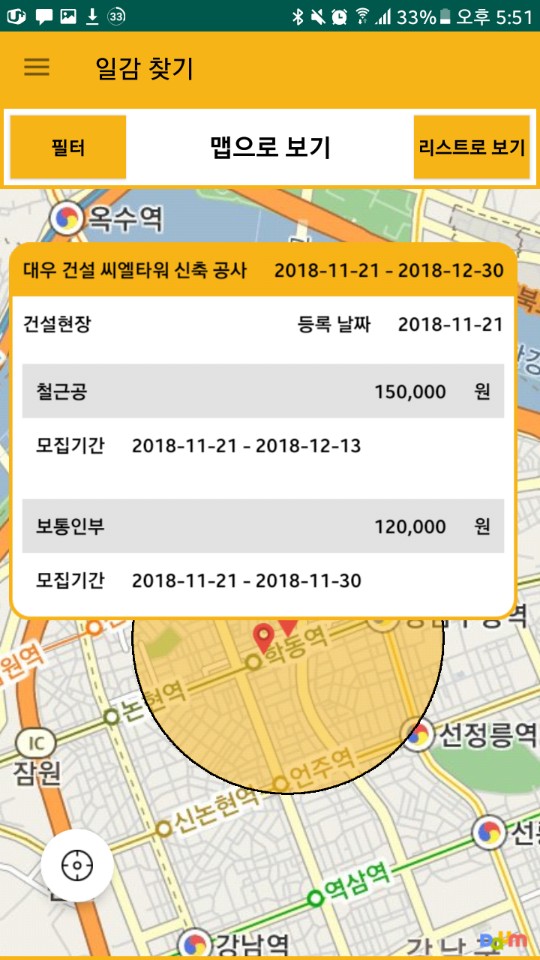 33
33% 오후 5:51
일감 찾기
필터 맵으로 보기 리스트로 보기
옥수역
대우 건설 씨엘타워 신축 공사 2018-11-21 - 2018-12-30
건설현장 등록 날짜 2018-11-21
철근공 150,000 원
모집기간 2018-11-21 - 2018-12-13
보통인부 120,000 원
모집기간 2018-11-21 - 2018-11-30
학동역
논현역
선정릉역
IC
잠원
언주역
신논현역
역삼역
강남역
Daum